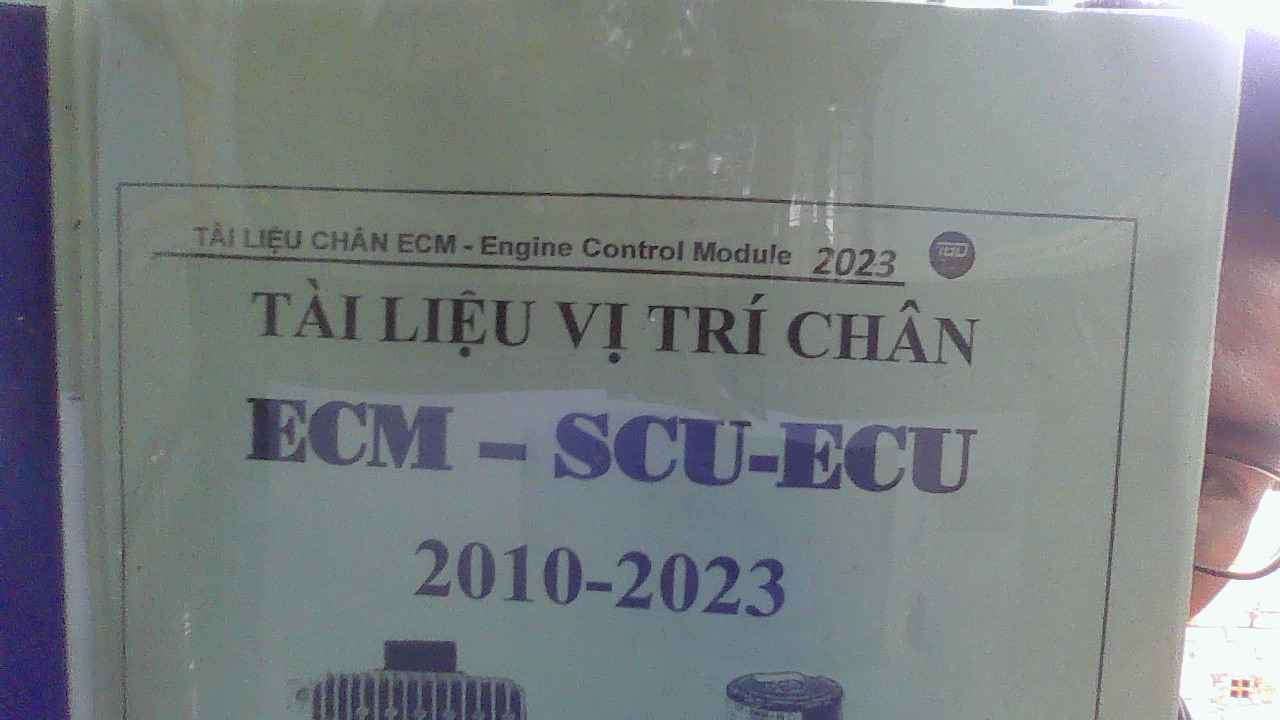 TÀI LIỆU CHÂN ECM - Engine Control Module 2023
TÀI LIỆU VỊ TRÍ CHÂN
ECM – SCU-ECU
2010-2023